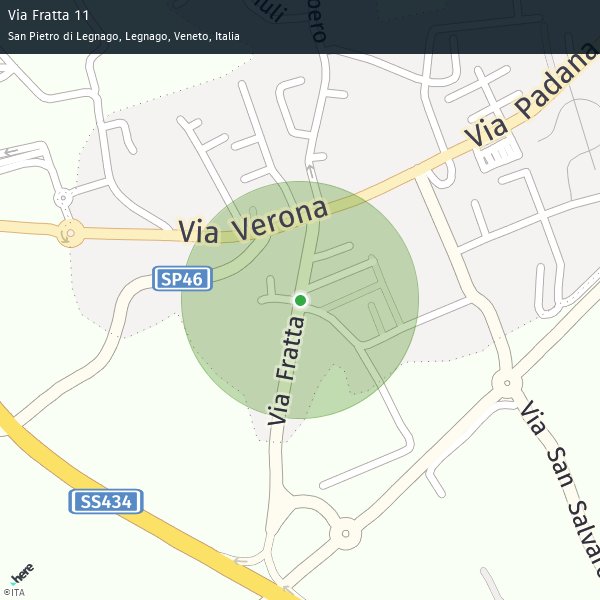 Via Fratta 11
San Pietro di Legnago, Legnago, Veneto, Italia
Via Padana
Via Verona
SP46
Via Fratta
Via San
SS434
here
©ITA